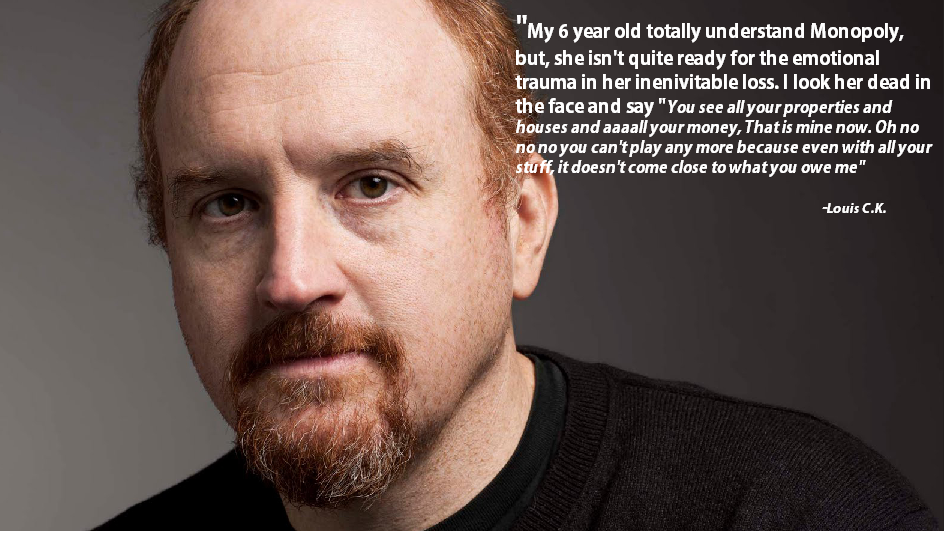 "My 6 year old totally understand Monopoly,
but, she isn't quite ready for the emotional
trauma in her inenivitable loss. I look her dead in
the face and say "You see all your properties and
houses and aaaall your money, That is mine now. Oh no
no no you can't play any more because even with all your
stuff, it doesn't come close to what you owe me"
-Louis C.K.